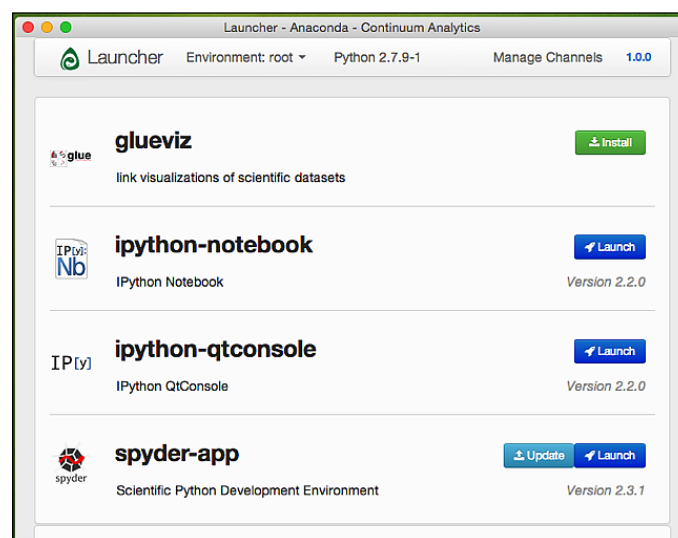 Launcher - Anaconda - Continuum Analytics
Launcher Environment: root Python 2.7.9-1 Manage Channels 1.0.0
glue
glueviz
Install
link visualizations of scientific datasets
IP[y]:
Nb
ipython-notebook
Launch
IPython Notebook
Version 2.2.0
IP[y]
ipython-qtconsole
Launch
IPython QtConsole
Version 2.2.0
spyder
spyder-app
Update Launch
Scientific Python Development Environment
Version 2.3.1